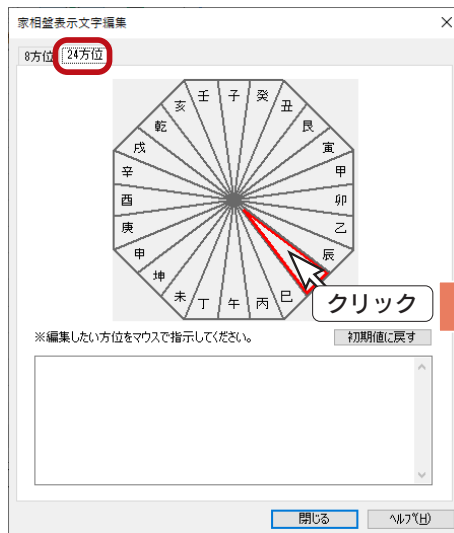 家相盤表示文字編集
8方位 24方位
壬 子 癸
亥 丑
乾 艮
戌 寅
辛 甲
酉 卯
庚 乙
申 辰
坤
未 丁 午 丙 巳
クリック
※編集したい方位をマウスで指示してください。 初期値に戻す
閉じる ヘルプ(H)